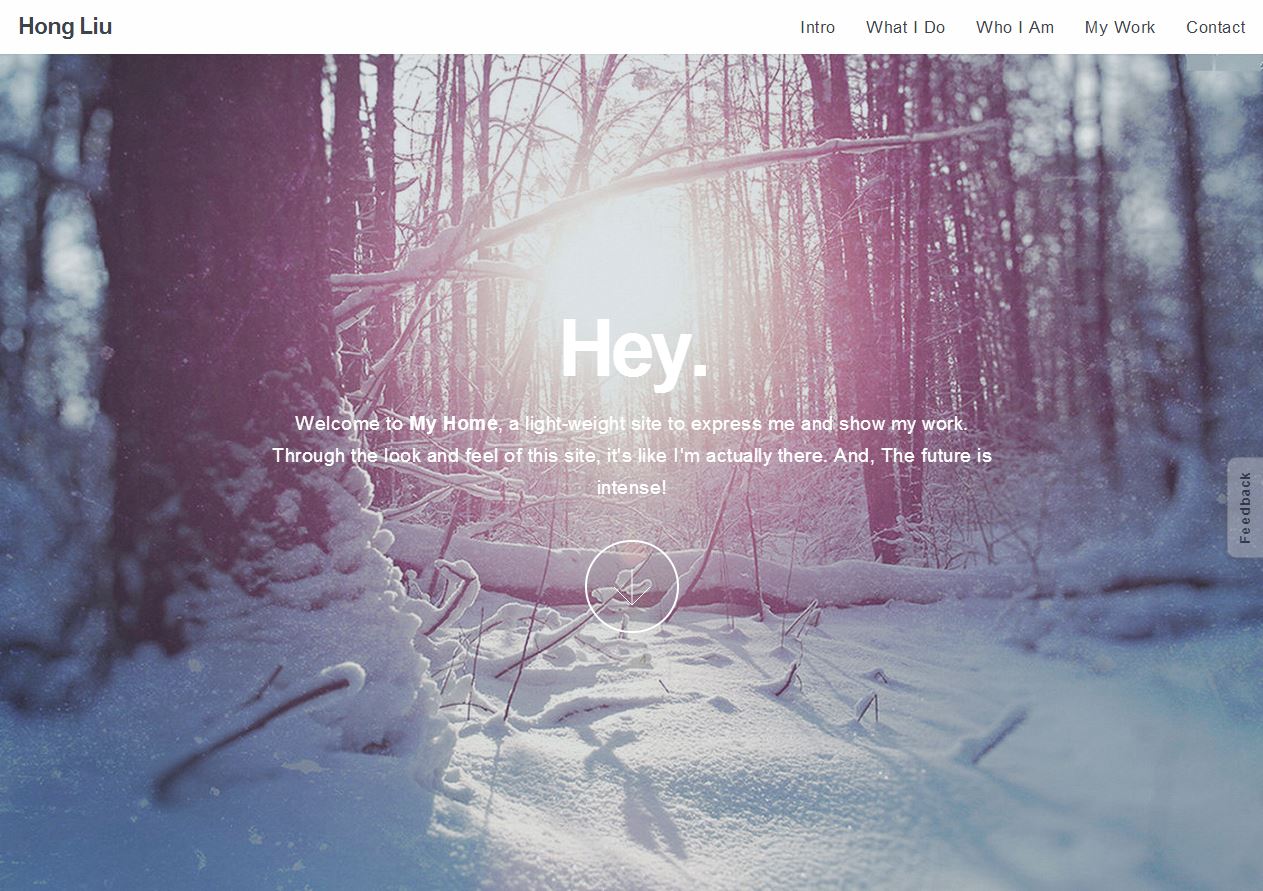 Hong Liu
Intro What I Do Who I Am My Work Contact
Hey.
Welcome to My Home, a light-weight site to express me and show my work.
Through the look and feel of this site, it's like I'm actually there. And, The future is
intense!
Feedback